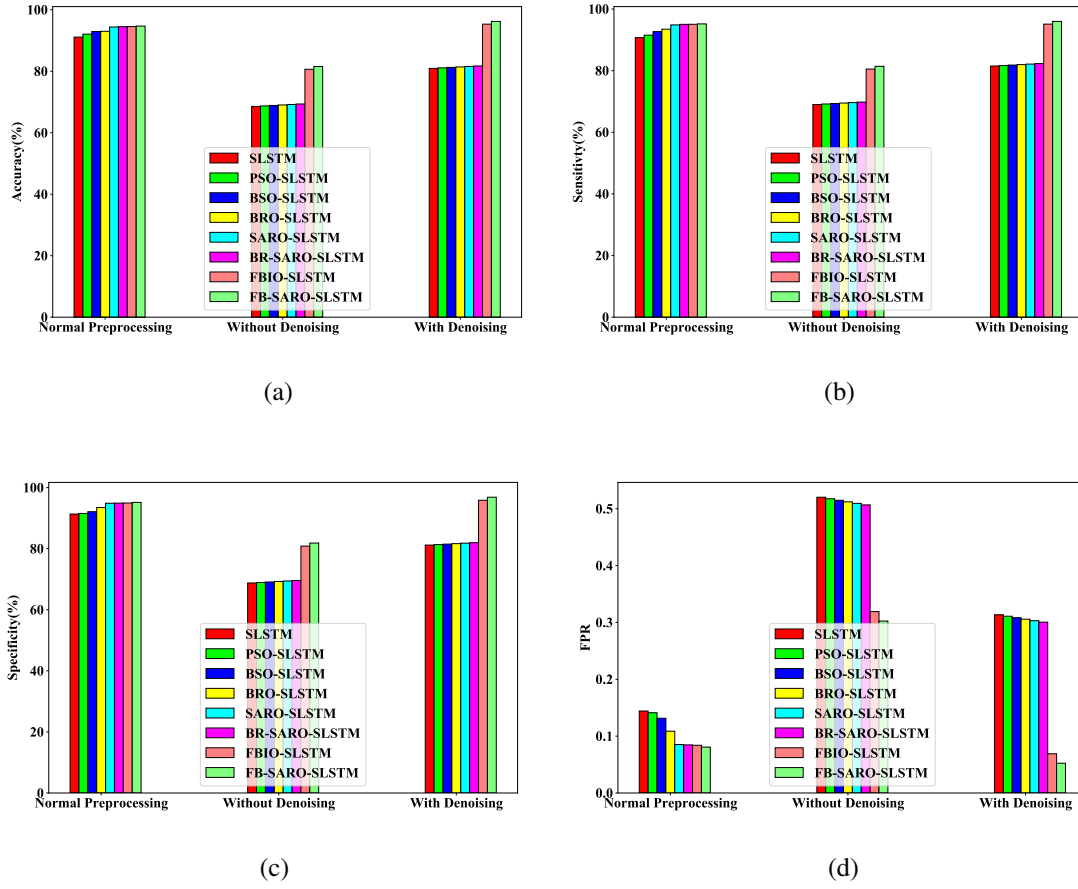 100
80
60
40
20
0
Accuracy(%)
SLSTM
PSO-SLSTM
BSO-SLSTM
BRO-SLSTM
SARO-SLSTM
BR-SARO-SLSTM
FBIO-SLSTM
FB-SARO-SLSTM
Normal Preprocessing
Without Denoising
With Denoising
(a)
100
80
60
40
20
0
Sensitivty(%)
SLSTM
PSO-SLSTM
BSO-SLSTM
BRO-SLSTM
SARO-SLSTM
BR-SARO-SLSTM
FBIO-SLSTM
FB-SARO-SLSTM
Normal Preprocessing
Without Denoising
With Denoising
(b)
100
80
60
40
20
0
Specificity(%)
SLSTM
PSO-SLSTM
BSO-SLSTM
BRO-SLSTM
SARO-SLSTM
BR-SARO-SLSTM
FBIO-SLSTM
FB-SARO-SLSTM
Normal Preprocessing
Without Denoising
With Denoising
(c)
0.5
0.4
0.3
0.2
0.1
0.0
FPR
SLSTM
PSO-SLSTM
BSO-SLSTM
BRO-SLSTM
SARO-SLSTM
BR-SARO-SLSTM
FBIO-SLSTM
FB-SARO-SLSTM
Normal Preprocessing
Without Denoising
With Denoising
(d)